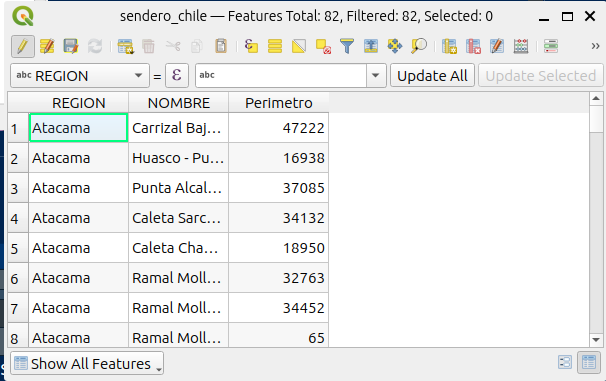 sendero_chile — Features Total: 82, Filtered: 82, Selected: 0
abc REGION = ε abc Update All Update Selected
REGION NOMBRE Perimetro
1 Atacama Carrizal Baj... 47222
2 Atacama Huasco - Pu... 16938
3 Atacama Punta Alcal... 37085
4 Atacama Caleta Sarc... 34132
5 Atacama Caleta Cha... 18950
6 Atacama Ramal Moll... 32763
7 Atacama Ramal Moll... 34452
8 Atacama Ramal Moll... 65
Show All Features